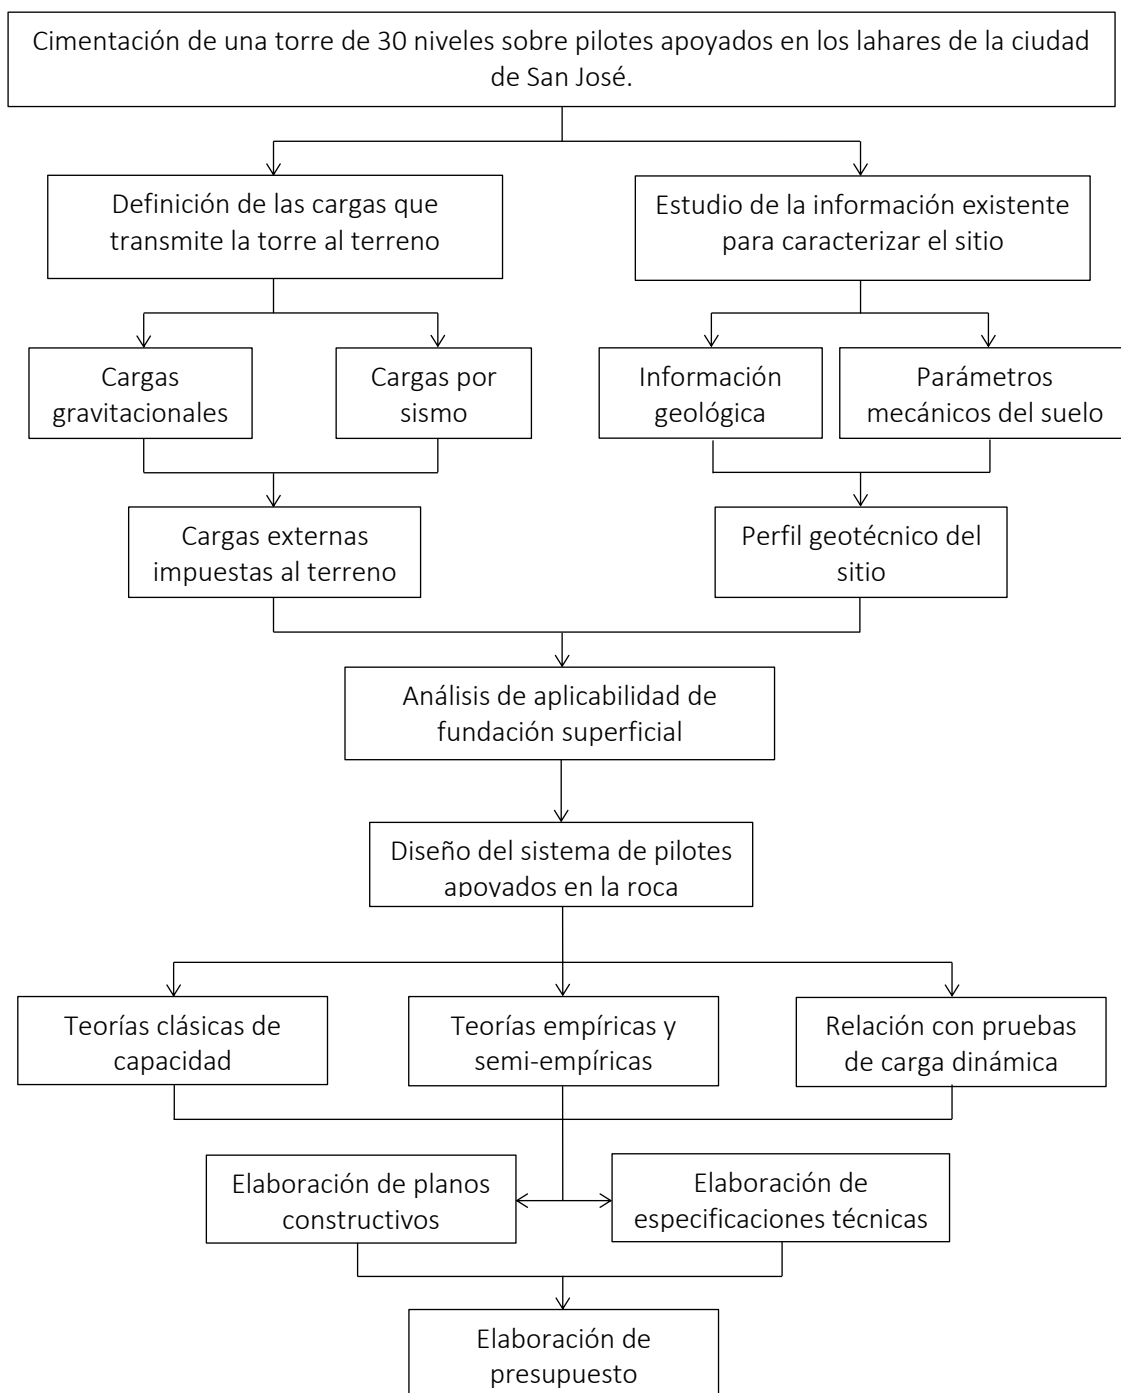 Cimentación de una torre de 30 niveles sobre pilotes apoyados en los lahares de la ciudad
de San José.
Definición de las cargas que
transmite la torre al terreno
Estudio de la información existente
para caracterizar el sitio
Cargas
gravitacionales
Cargas por
sismo
Información
geológica
Parámetros
mecánicos del suelo
Cargas externas
impuestas al terreno
Perfil geotécnico del
sitio
Análisis de aplicabilidad de
fundación superficial
Diseño del sistema de pilotes
apoyados en la roca
Teorías clásicas de
capacidad
Teorías empíricas y
semi-empíricas
Relación con pruebas
de carga dinámica
Elaboración de planos
constructivos
Elaboración de
especificaciones técnicas
Elaboración de
presupuesto